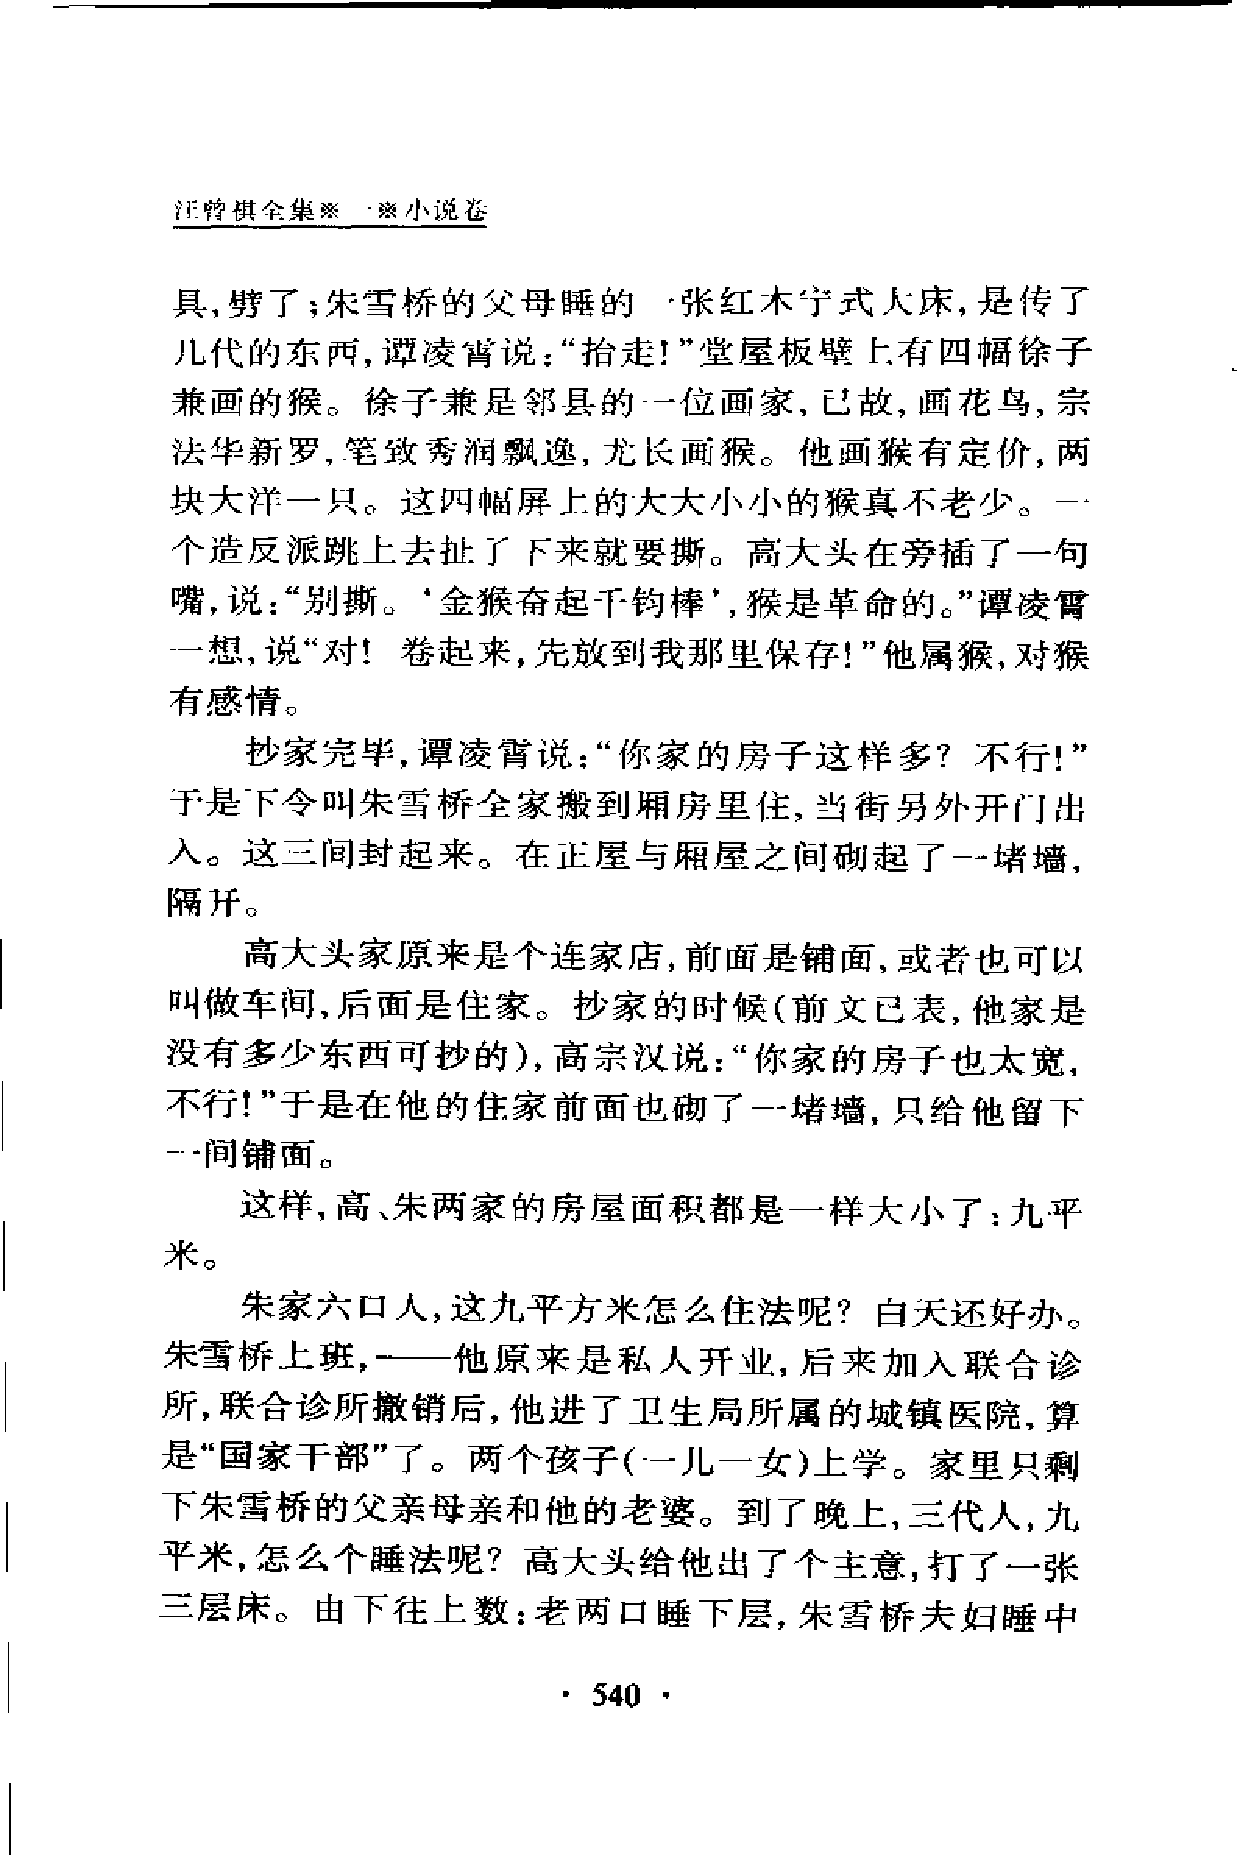 汪曾祺全集※一※小说卷
具，劈了；朱雪桥的父母睡的一张红木宁式大床，是传了
几代的东西，谭凌霄说：“抬走！”堂屋板壁上有四幅徐子
兼画的猴。徐子兼是邻县的一位画家，已故，画花鸟，宗
法华新罗，笔致秀润飘逸，尤长画猴。他画猴有定价，两
块大洋一只。这四幅屏上的大大小小的猴真不老少。一
个造反派跳上去扯了下来就要撕。高大头在旁插了一句
嘴，说：“别撕。‘金猴奋起千钧棒’，猴是革命的。”谭凌霄
一想，说“对！卷起来，先放到我那里保存！”他属猴，对猴
有感情。
抄家完毕，谭凌霄说：“你家的房子这样多？不行！”
于是下令叫朱雪桥全家搬到厢房里住，当街另外开门出
入。这三间封起来。在正屋与厢屋之间砌起了一堵墙，
隔开。
高大头家原来是个连家店，前面是铺面，或者也可以
叫做车间，后面是住家。抄家的时候（前文已表，他家是
没有多少东西可抄的），高宗汉说：“你家的房子也太宽，
不行！”于是在他的住家前面也砌了一堵墙，只给他留下
一间铺面。
这样，高、朱两家的房屋面积都是一样大小了：九平
米。
朱家六口人，这九平方米怎么住法呢？白天还好办。
朱雪桥上班，——他原来是私人开业，后来加入联合诊
所，联合诊所撤销后，他进了卫生局所属的城镇医院，算
是“国家干部”了。两个孩子（一儿一女）上学。家里只剩
下朱雪桥的父亲母亲和他的老婆。到了晚上，三代人，九
平米，怎么个睡法呢？高大头给他出了个主意，打了一张
三层床。由下往上数：老两口睡下层，朱雪桥夫妇睡中
· 540 ·